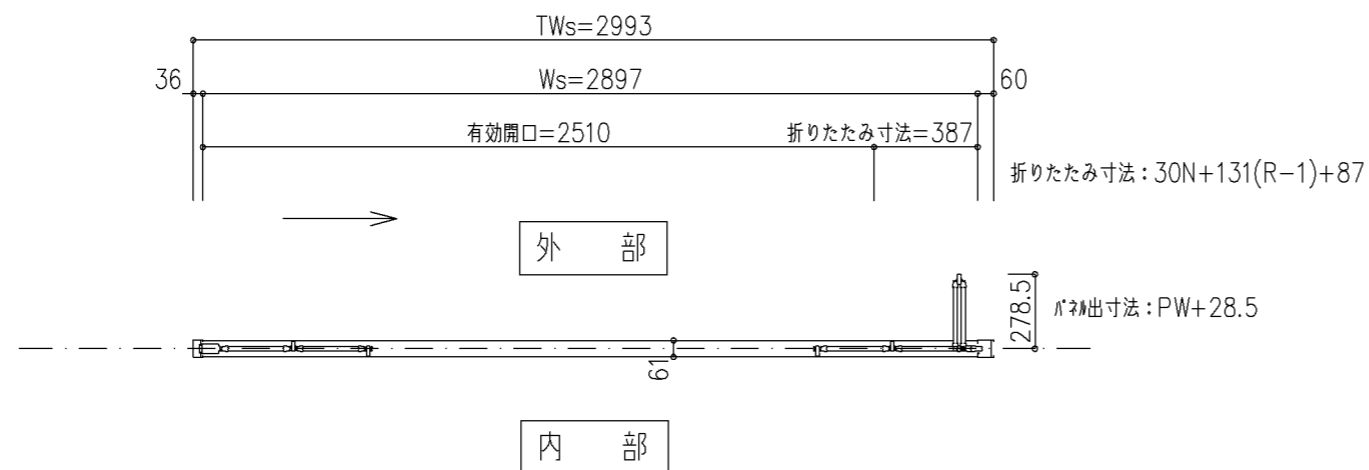 TWs=2993
36
Ws=2897
60
有効開口=2510
折りたたみ寸法=387
折りたたみ寸法：30N+131(R-1)+87
外 部
278.5
パネル出寸法：PW+28.5
61
内 部